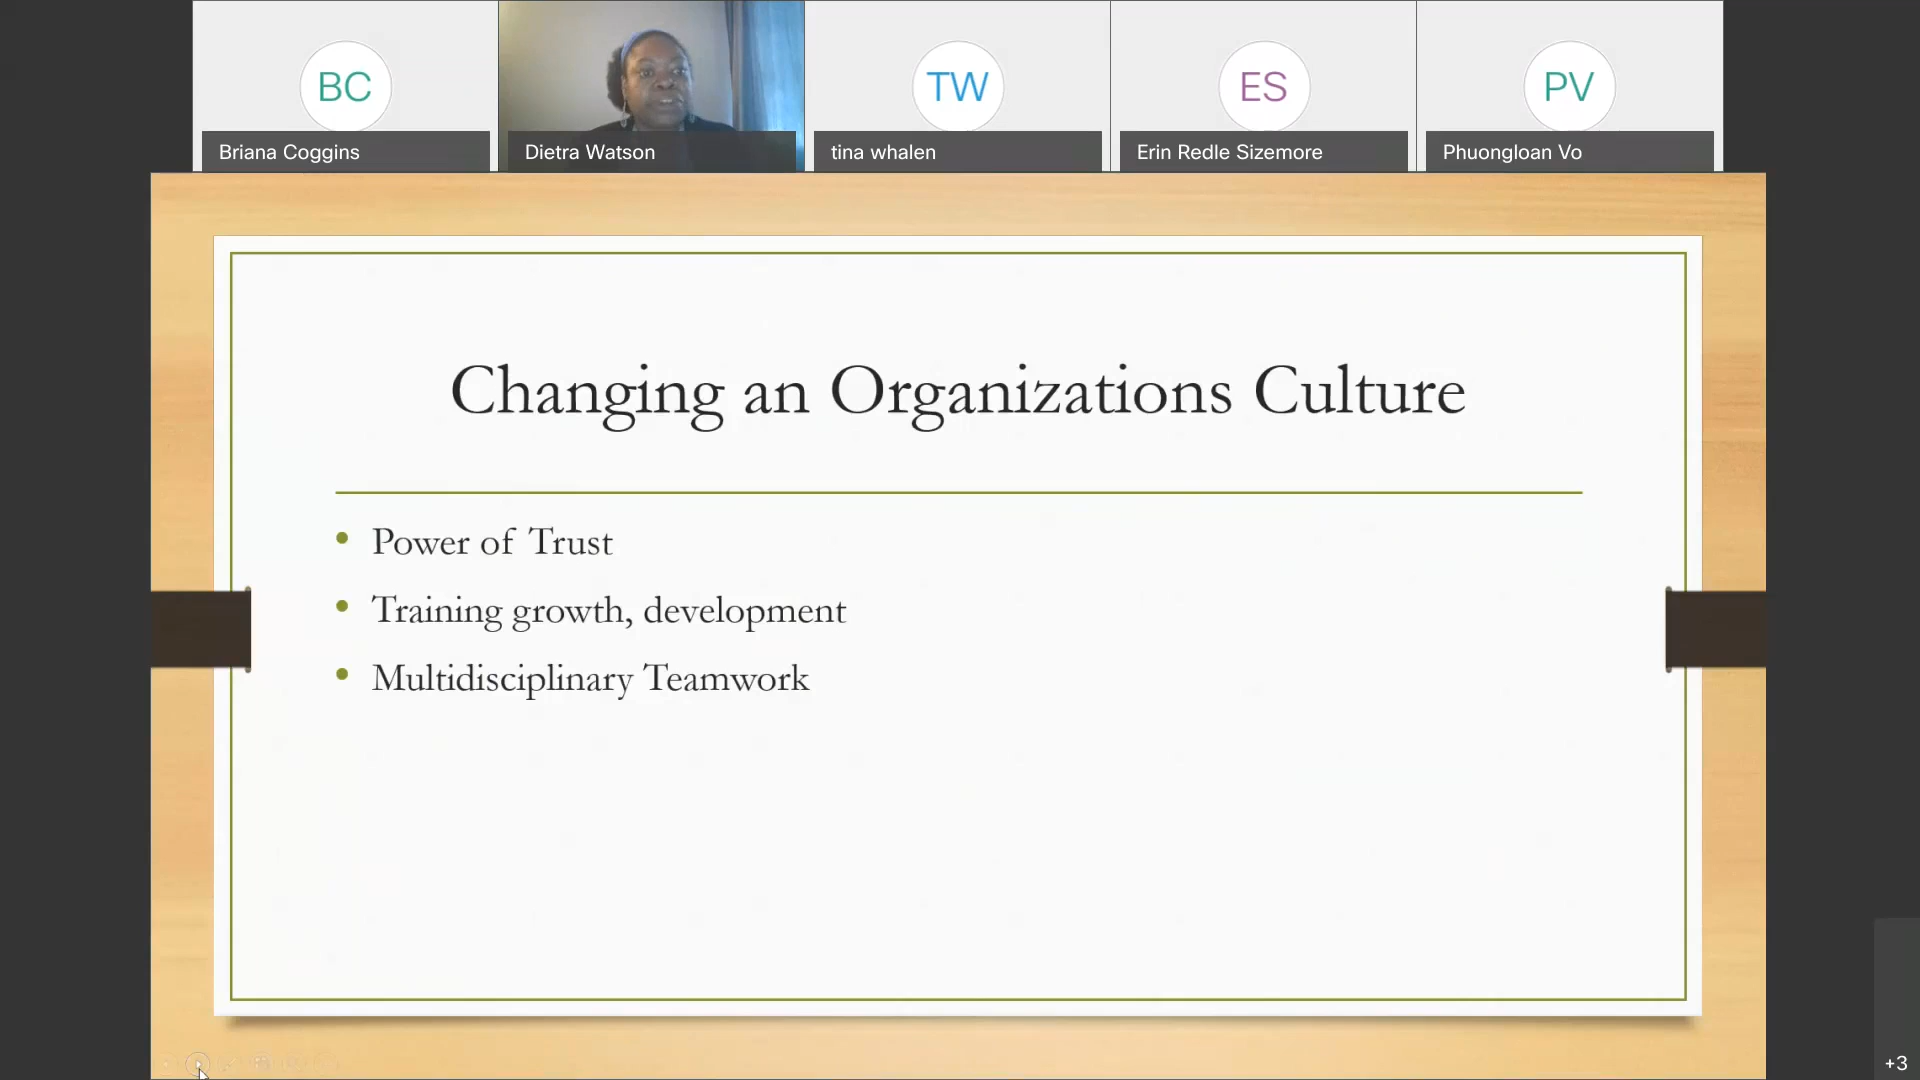 BC
TW
ES
PV
Briana Coggins
Dietra Watson
tina whalen
Erin Redle Sizemore
Phuongloan Vo
Changing an Organizations Culture
• Power of Trust
• Training growth, development
• Multidisciplinary Teamwork
+3